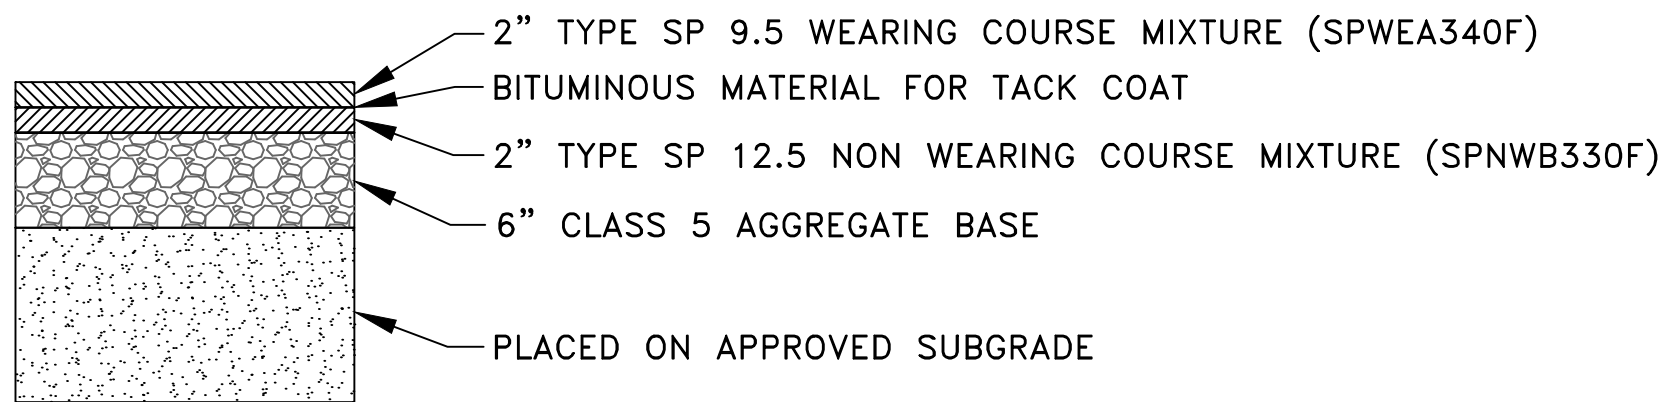 2” TYPE SP 9.5 WEARING COURSE MIXTURE (SPWEA340F)
BITUMINOUS MATERIAL FOR TACK COAT
2” TYPE SP 12.5 NON WEARING COURSE MIXTURE (SPNWB330F)
6” CLASS 5 AGGREGATE BASE
PLACED ON APPROVED SUBGRADE